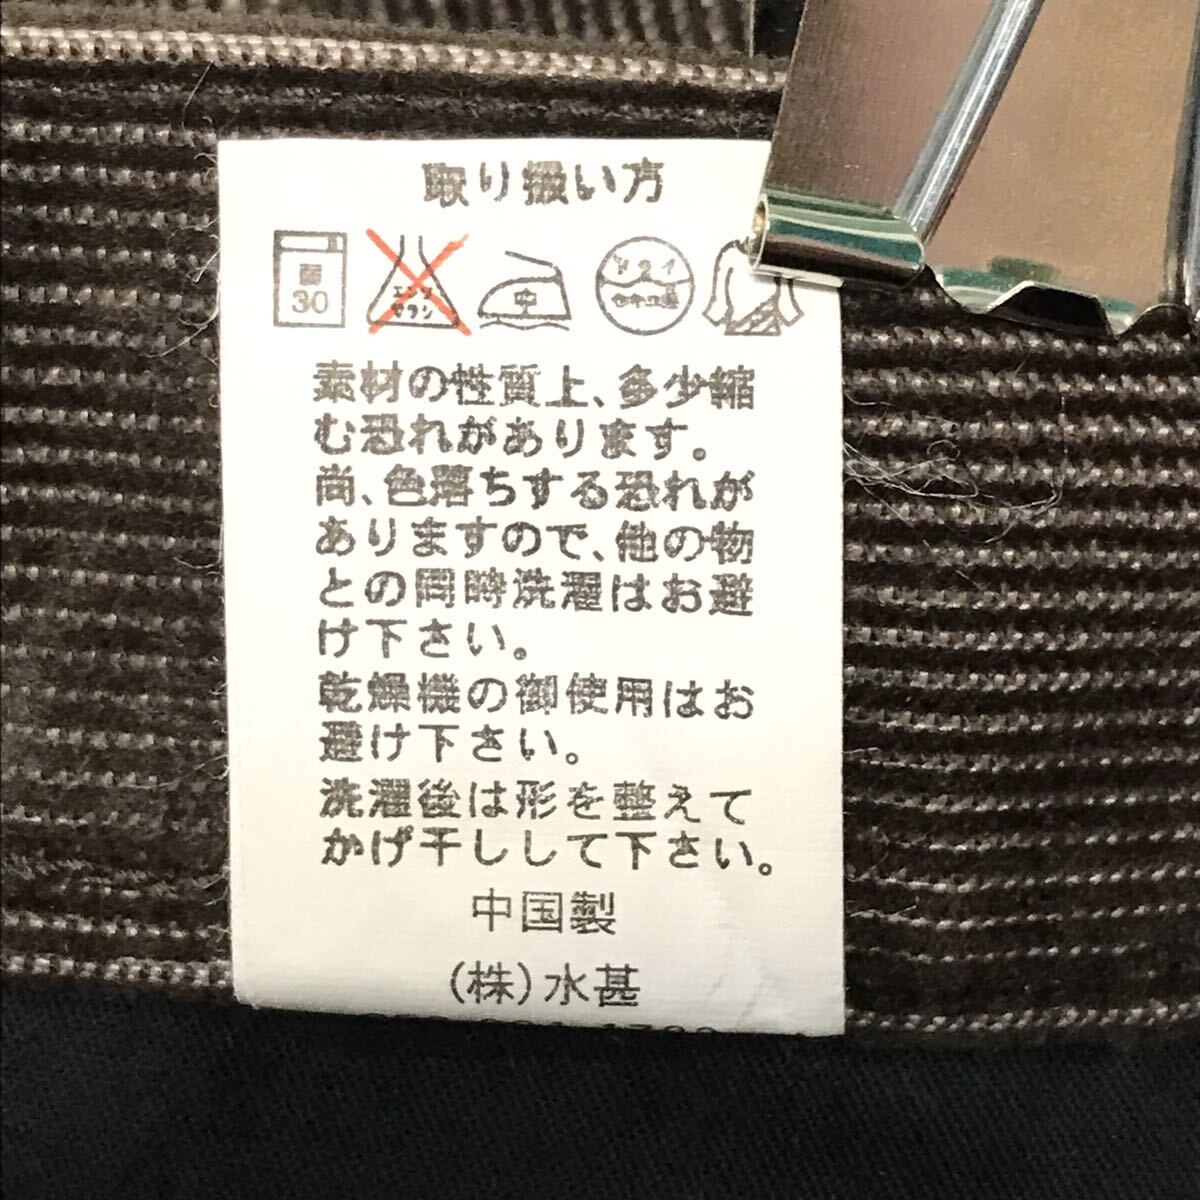 取り扱い方
弱
30
エンソ
サラシ
中
ドライ
セキユ系
素材の性質上、多少縮
む恐れがあります。
尚、色落ちする恐れが
ありますので、他の物
との同時洗濯はお避
け下さい。
乾燥機の御使用はお
避け下さい。
洗濯後は形を整えて
かげ干しして下さい。
中国製
(株)水甚